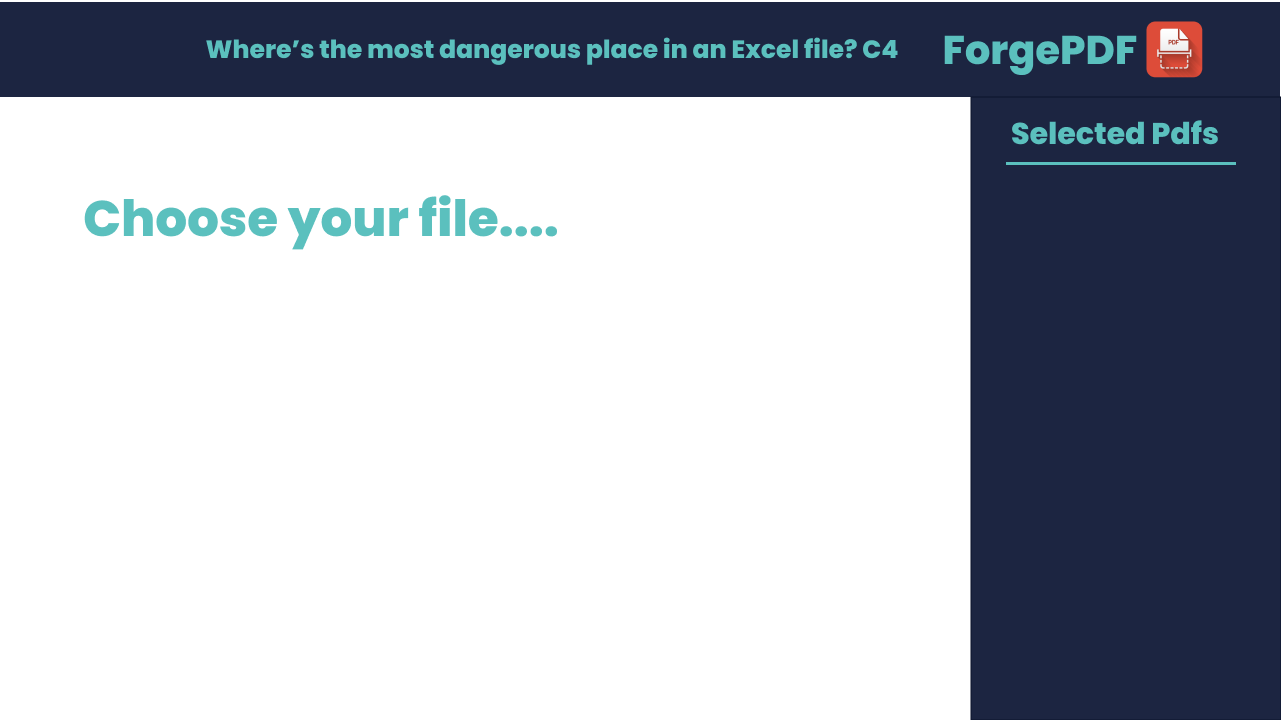 Where’s the most dangerous place in an Excel file? C4
ForgePDF
PDF
Selected Pdfs
Choose your file....